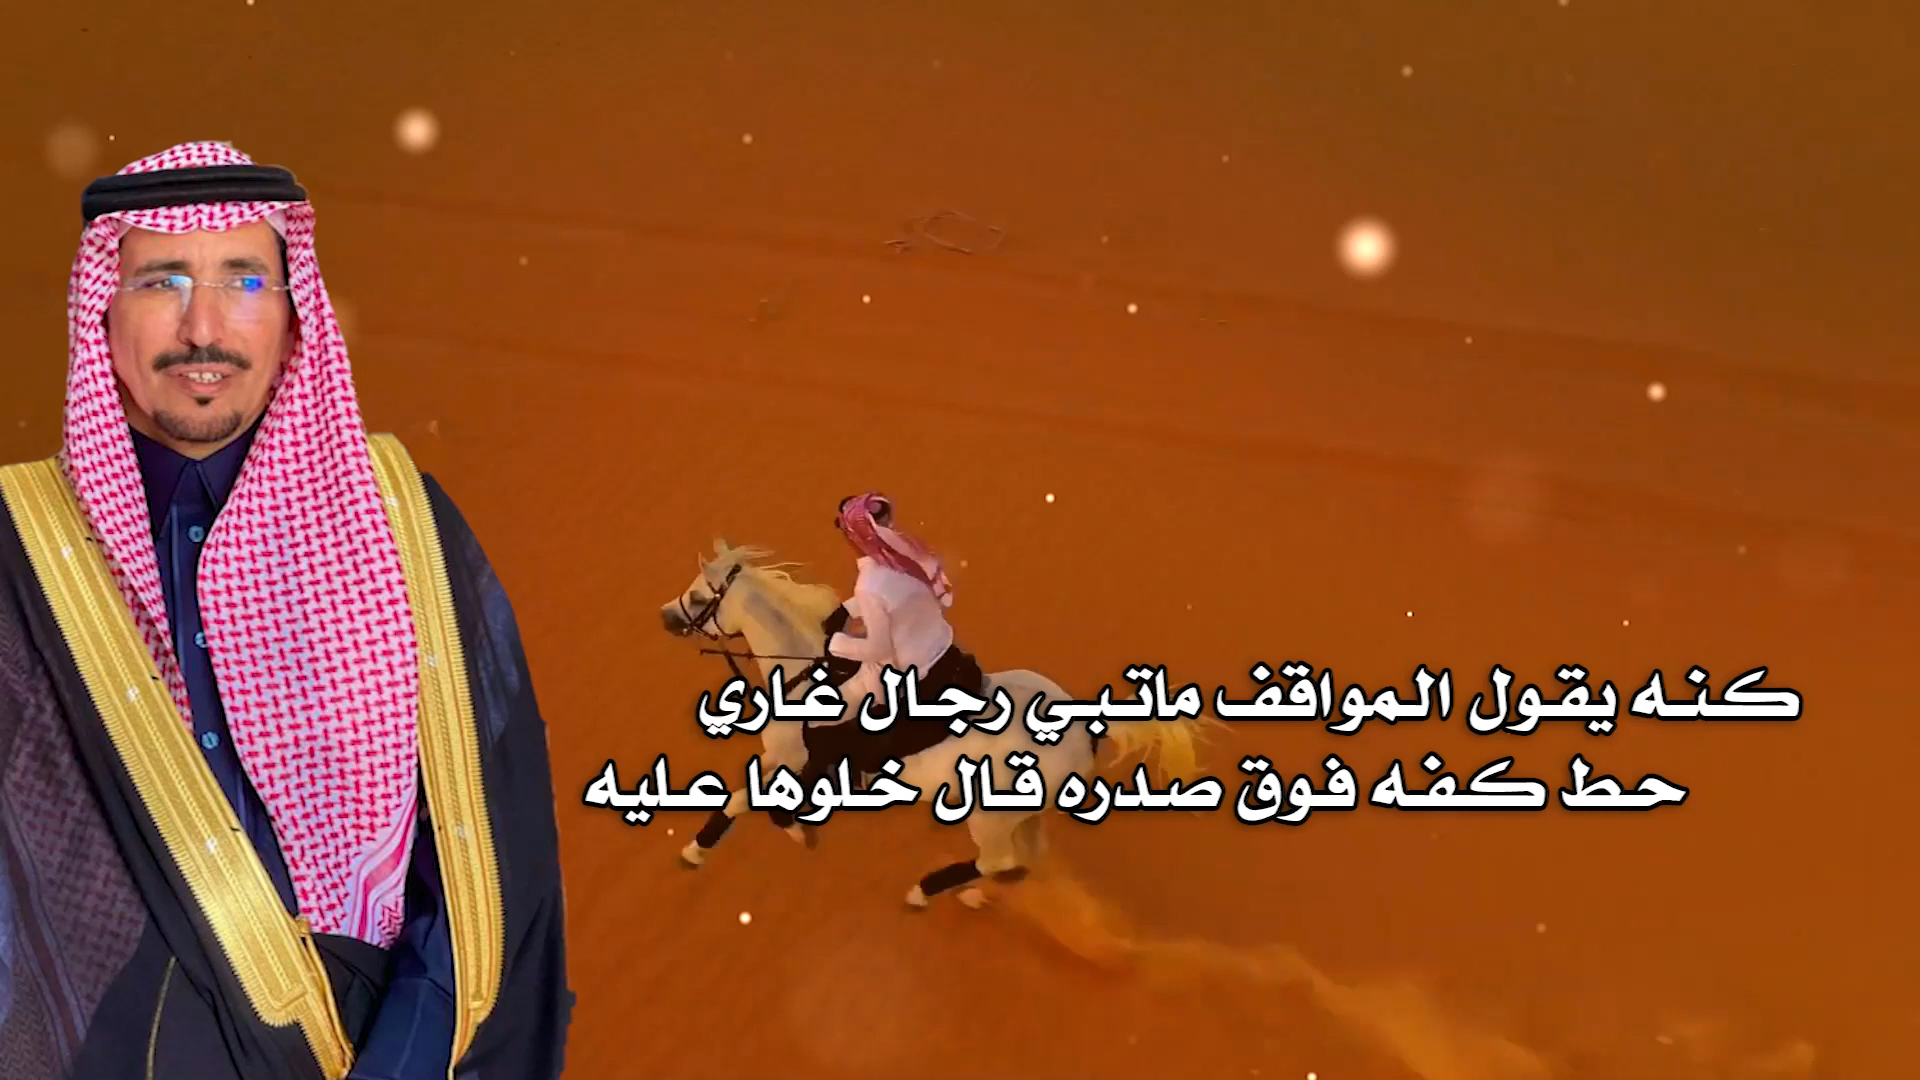 كنه يقول المواقف ماتبي رجال غاري
حط كفه فوق صدره قال خلوها عليه